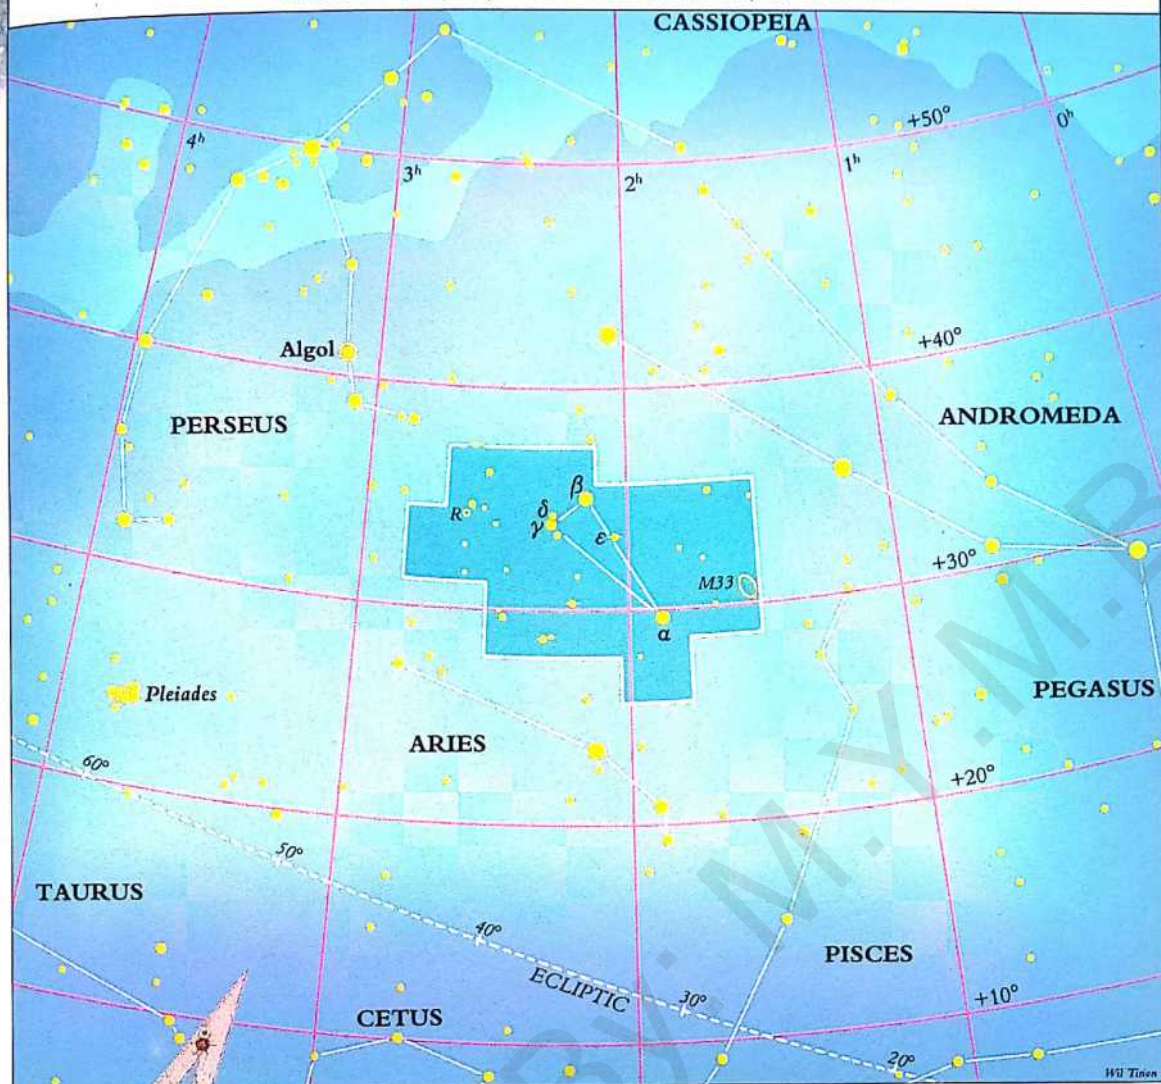 CASSIOPEIA
+50°
0ʰ
4ʰ
3ʰ
2ʰ
1ʰ
Algol
+40°
PERSEUS
ANDROMEDA
β
R
δ
γ
ε
+30°
M33
α
Pleiades
PEGASUS
ARIES
60°
+20°
50°
TAURUS
40°
PISCES
ECLIPTIC
30°
+10°
CETUS
20°
Wil Tirion
By. M.Y.M.B